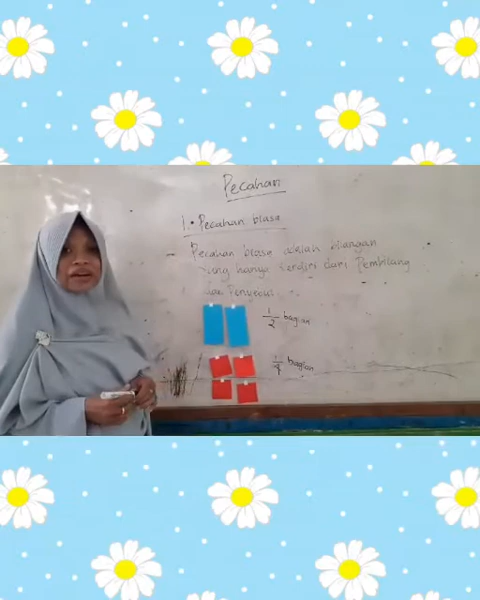 Pecahan
1. Pecahan biasa
- Pecahan biasa adalah bilangan
yang hanya terdiri dari Pembilang
dan Penyebut.
1/2 bagian
1/4 bagian